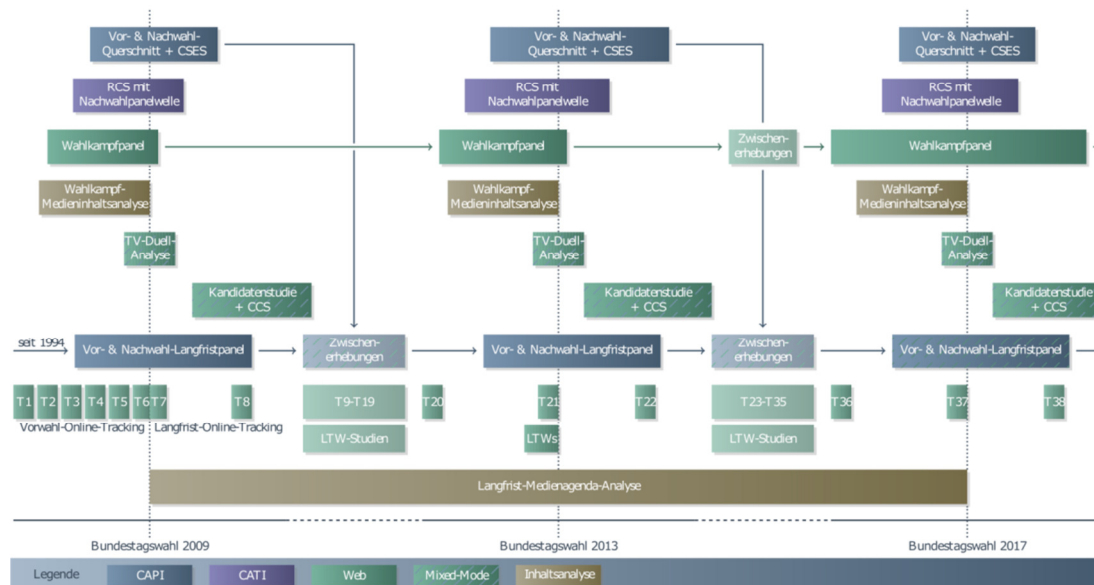 Vor- & Nachwahl-
Querschnitt + CSES
Vor- & Nachwahl-
Querschnitt + CSES
Vor- & Nachwahl-
Querschnitt + CSES
RCS mit
Nachwahlpanelwelle
RCS mit
Nachwahlpanelwelle
RCS mit
Nachwahlpanelwelle
Wahlkampfpanel
Wahlkampfpanel
Zwischen-
erhebungen
Wahlkampfpanel
Wahlkampf-
Medieninhaltsanalyse
Wahlkampf-
Medieninhaltsanalyse
Wahlkampf-
Medieninhaltsanalyse
TV-Duell-
Analyse
TV-Duell-
Analyse
TV-Duell-
Analyse
Kandidatenstudie
+ CCS
Kandidatenstudie
+ CCS
Kandidatenstudie
+ CCS
seit 1994
Vor- & Nachwahl-Langfristpanel
Zwischen-
erhebungen
Vor- & Nachwahl-Langfristpanel
Zwischen-
erhebungen
Vor- & Nachwahl-Langfristpanel
T1 T2 T3 T4 T5 T6 T7 T8 T9-T19 T20 T21 T22 T23-T35 T36 T37 T38
Vorwahl-Online-Tracking Langfrist-Online-Tracking
LTW-Studien LTWs LTW-Studien
Langfrist-Medienagenda-Analyse
Bundestagswahl 2009 Bundestagswahl 2013 Bundestagswahl 2017
Legende CAPI CATI Web Mixed-Mode Inhaltsanalyse